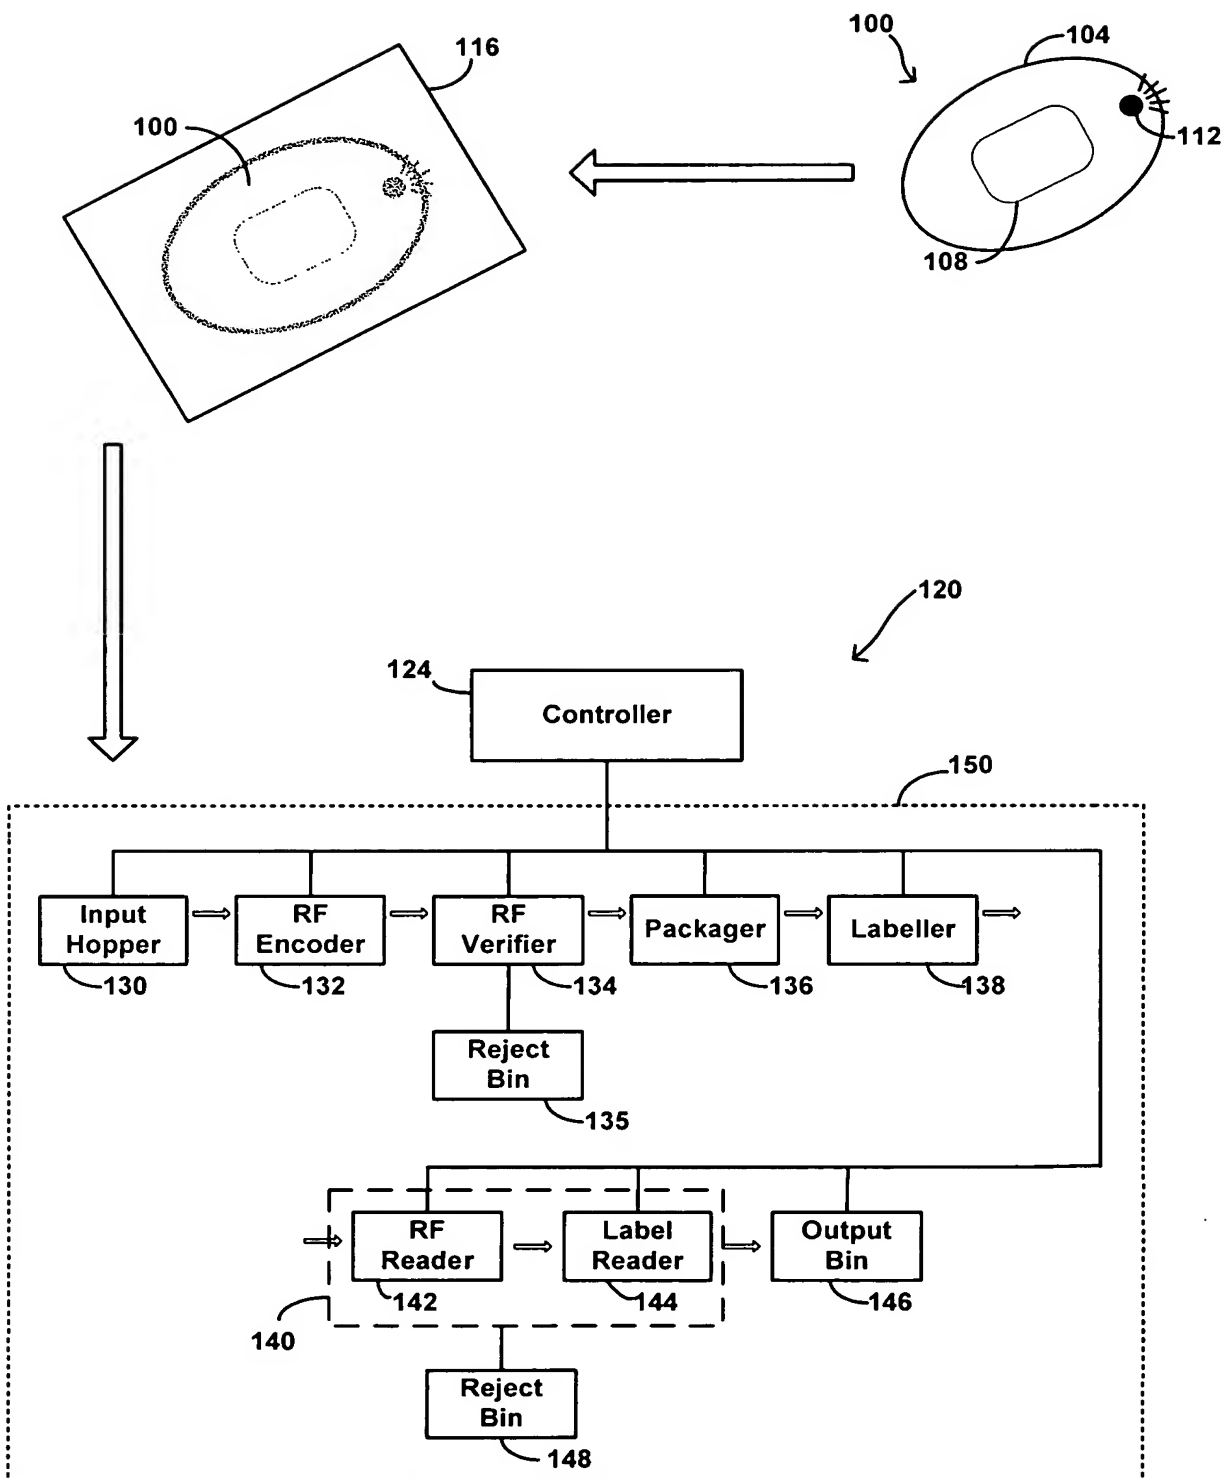 116
100
104
100
112
108
120
124
Controller
150
Input
Hopper
RF
Encoder
RF
Verifier
Packager
Labeller
130
132
134
136
138
Reject
Bin
135
RF
Reader
Label
Reader
Output
Bin
142
144
146
140
Reject
Bin
148